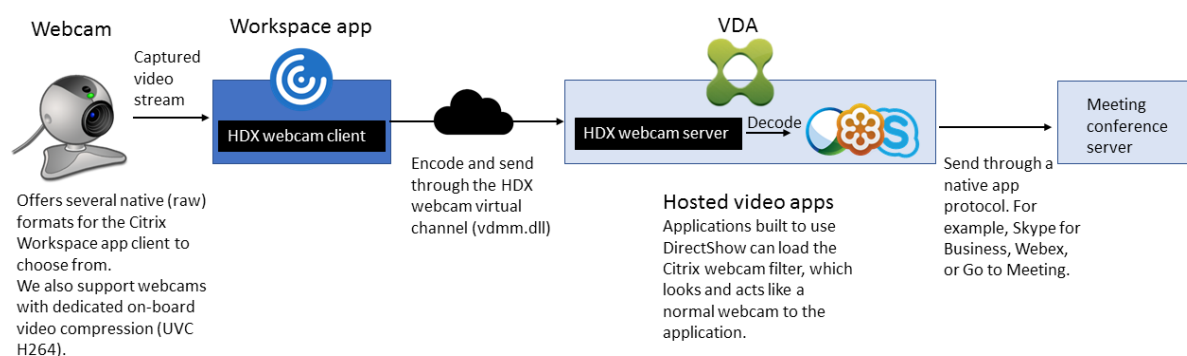 Webcam
Captured
video
stream
Offers several native (raw)
formats for the Citrix
Workspace app client to
choose from.
We also support webcams
with dedicated on-board
video compression (UVC
H264).
Workspace app
HDX webcam client
Encode and send
through the HDX
webcam virtual
channel (vdmm.dll)
VDA
HDX webcam server
Decode
S
Hosted video apps
Applications built to use
DirectShow can load the
Citrix webcam filter, which
looks and acts like a
normal webcam to the
application.
Send through a
native app
protocol. For
example, Skype for
Business, Webex,
or Go to Meeting.
Meeting
conference
server